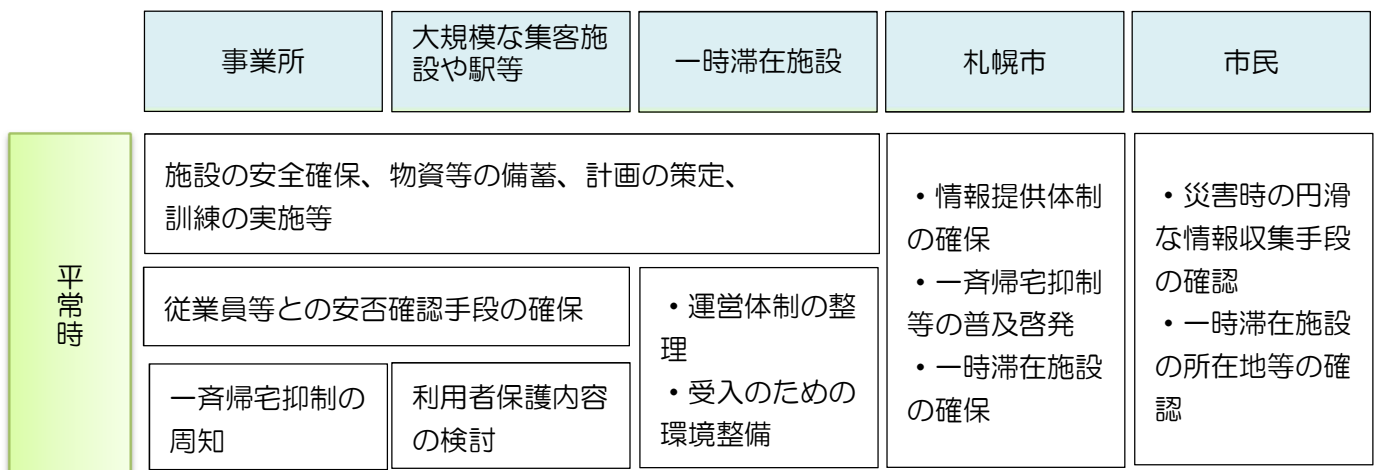 事業所
大規模な集客施
設や駅等
一時滞在施設
札幌市
市民
平常時
施設の安全確保、物資等の備蓄、計画の策定、
訓練の実施等
従業員等との安否確認手段の確保
一斉帰宅抑制の
周知
利用者保護内容
の検討
・運営体制の整
理
・受入のための
環境整備
・情報提供体制
の確保
・一斉帰宅抑制
等の普及啓発
・一時滞在施設
の確保
・災害時の円滑
な情報収集手段
の確認
・一時滞在施設
の所在地等の確
認